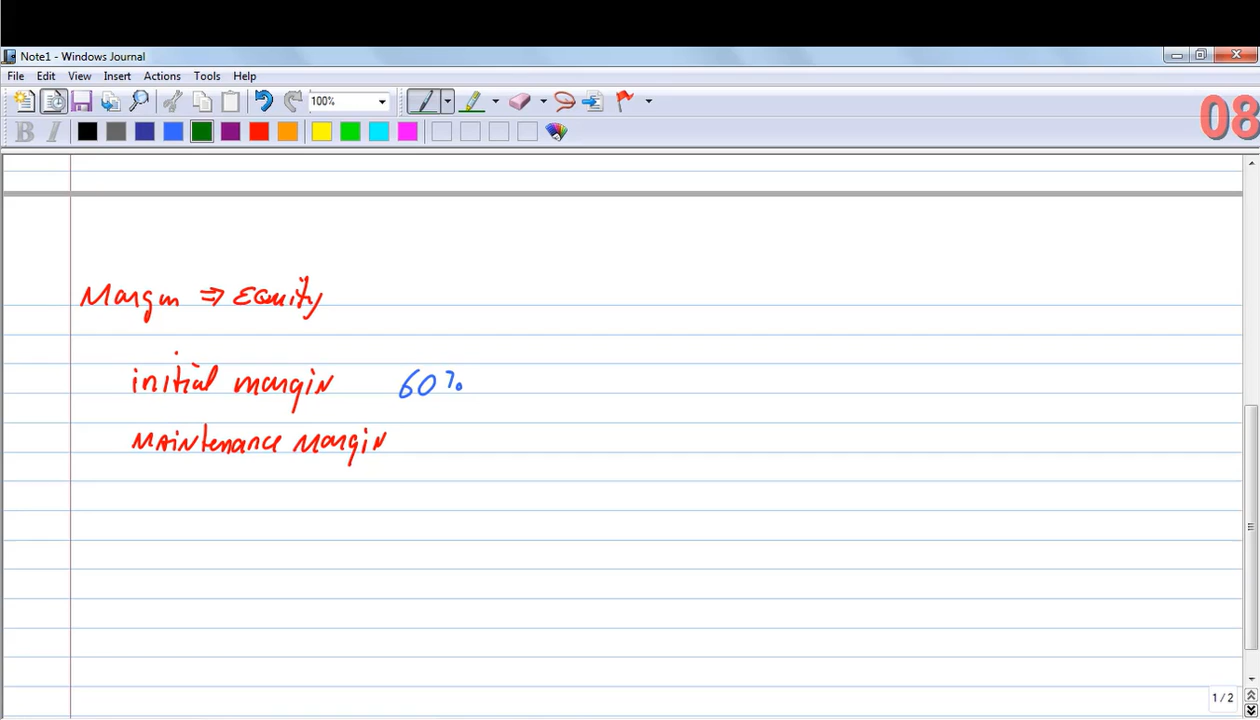 Note1 - Windows Journal
File Edit View Insert Actions Tools Help
100%
B I
08
Margin ⇒ Equity
initial margin 60%
Maintenance Margin
1 / 2